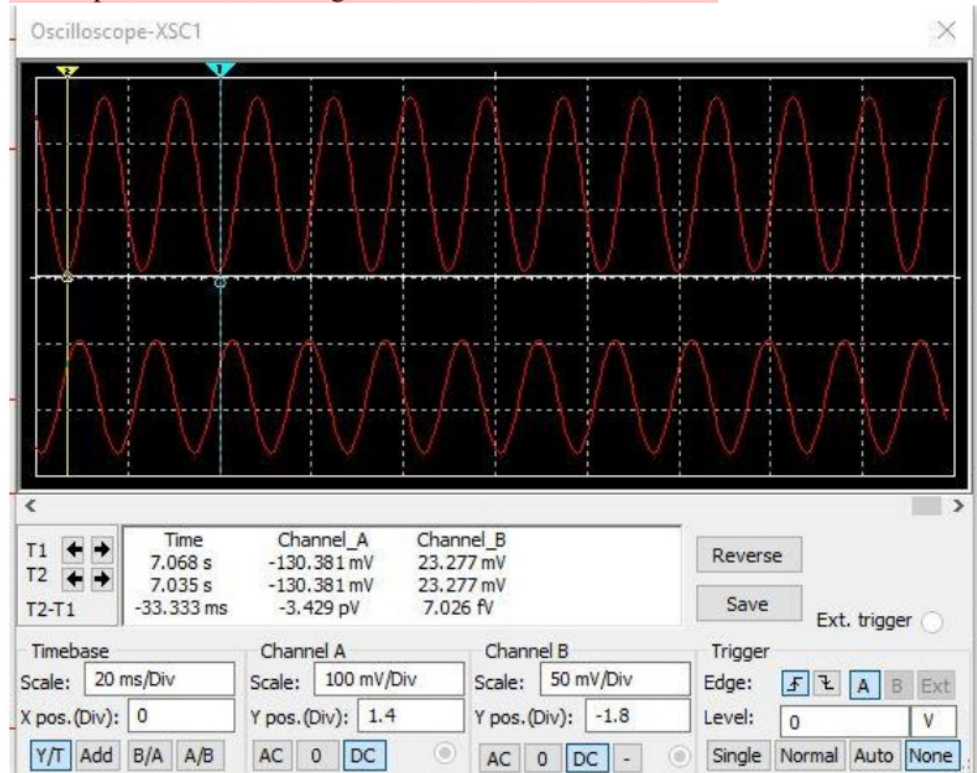 Oscilloscope-XSC1
2 1
T1 Time Channel_A Channel_B
7.068 s -130.381 mV 23.277 mV
T2 7.035 s -130.381 mV 23.277 mV
T2-T1 -33.333 ms -3.429 pV 7.026 fV
Reverse
Save
Ext. trigger
Timebase Channel A Channel B Trigger
Scale: 20 ms/Div Scale: 100 mV/Div Scale: 50 mV/Div Edge: A B Ext
X pos.(Div): 0 Y pos.(Div): 1.4 Y pos.(Div): -1.8 Level: 0 V
Y/T Add B/A A/B AC 0 DC AC 0 DC - Single Normal Auto None